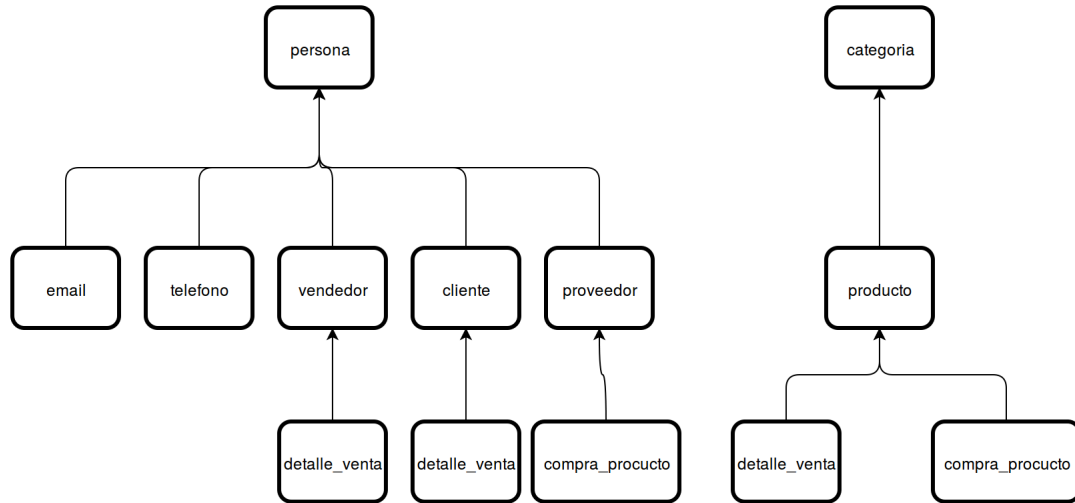 persona
categoria
email
telefono
vendedor
cliente
proveedor
producto
detalle_venta
detalle_venta
compra_procucto
detalle_venta
compra_procucto